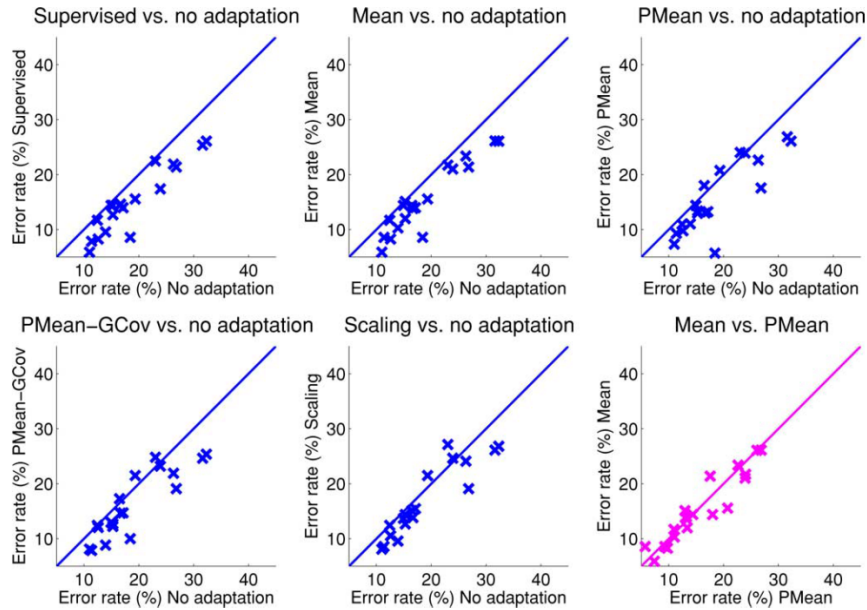 Supervised vs. no adaptation
Error rate (%) Supervised
40
30
20
10
10 20 30 40
Error rate (%) No adaptation
Mean vs. no adaptation
Error rate (%) Mean
40
30
20
10
10 20 30 40
Error rate (%) No adaptation
PMean vs. no adaptation
Error rate (%) PMean
40
30
20
10
10 20 30 40
Error rate (%) No adaptation
PMean-GCov vs. no adaptation
Error rate (%) PMean-GCov
40
30
20
10
10 20 30 40
Error rate (%) No adaptation
Scaling vs. no adaptation
Error rate (%) Scaling
40
30
20
10
10 20 30 40
Error rate (%) No adaptation
Mean vs. PMean
Error rate (%) Mean
40
30
20
10
10 20 30 40
Error rate (%) PMean